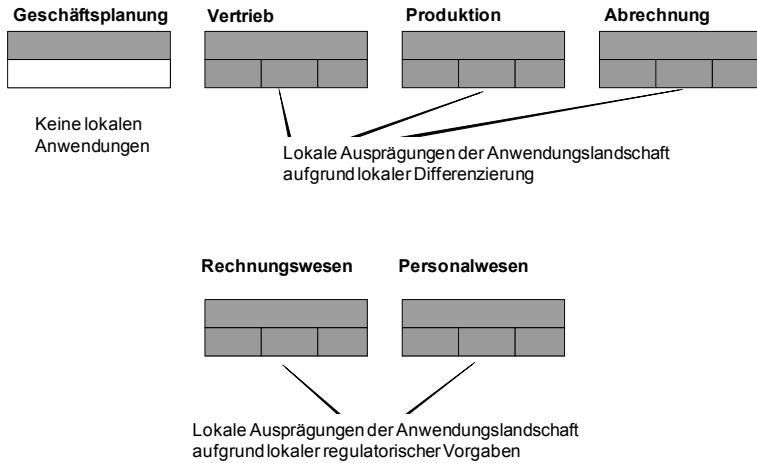 Geschäftsplanung
Vertrieb
Produktion
Abrechnung
Keine lokalen
Anwendungen
Lokale Ausprägungen der Anwendungslandschaft
aufgrund lokaler Differenzierung
Rechnungswesen
Personalwesen
Lokale Ausprägungen der Anwendungslandschaft
aufgrund lokaler regulatorischer Vorgaben